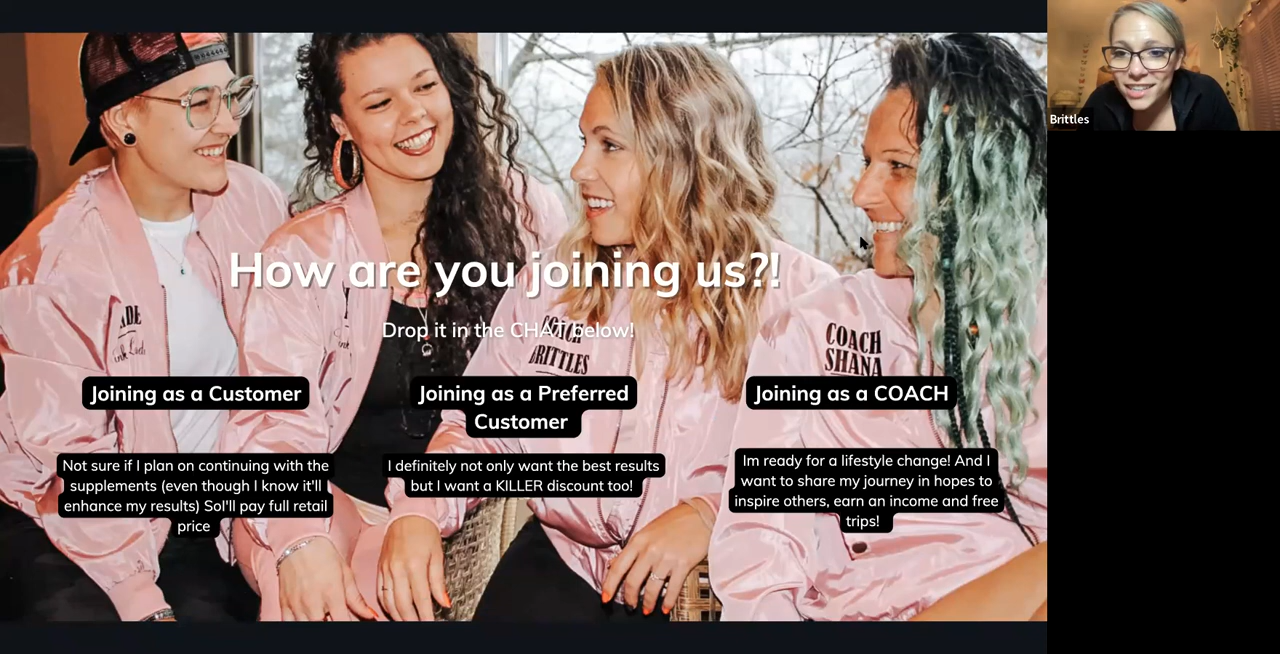 Brittles
How are you joining us?!
Drop it in the CHAT below!
COACH
BRITTLES
COACH
SHANA
Joining as a Customer
Joining as a Preferred
Customer
Joining as a COACH
Not sure if I plan on continuing with the
supplements (even though I know it'll
enhance my results) SoI'll pay full retail
price
I definitely not only want the best results
but I want a KILLER discount too!
Im ready for a lifestyle change! And I
want to share my journey in hopes to
inspire others, earn an income and free
trips!